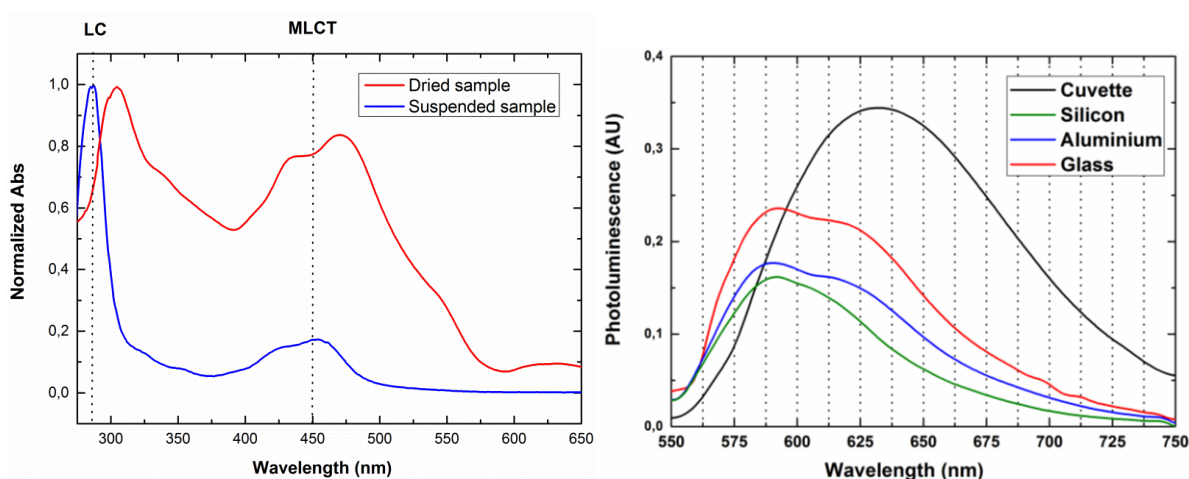 LC MLCT
Dried sample
Suspended sample
1,0
0,8
0,6
0,4
0,2
0,0
Normalized Abs
300 350 400 450 500 550 600 650
Wavelength (nm)
0,4
0,3
0,2
0,1
0,0
Photoluminescence (AU)
Cuvette
Silicon
Aluminium
Glass
550 575 600 625 650 675 700 725 750
Wavelength (nm)